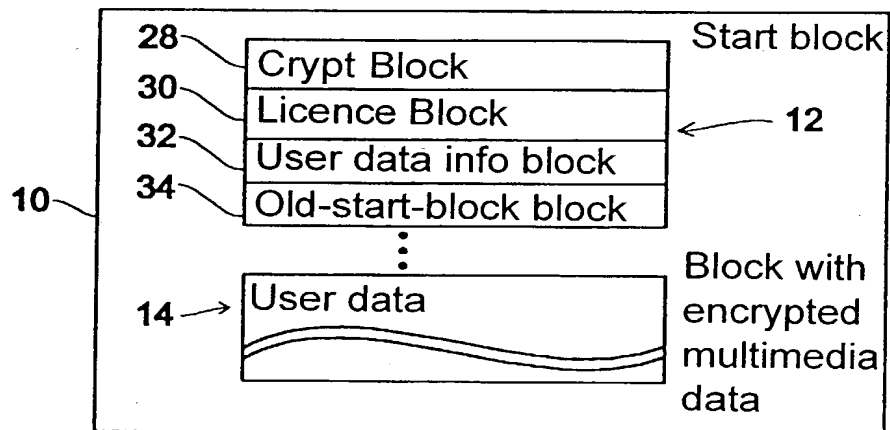 Start block
28 Crypt Block
30 Licence Block
12
32 User data info block
10
34 Old-start-block block
14 User data
Block with
encrypted
multimedia
data